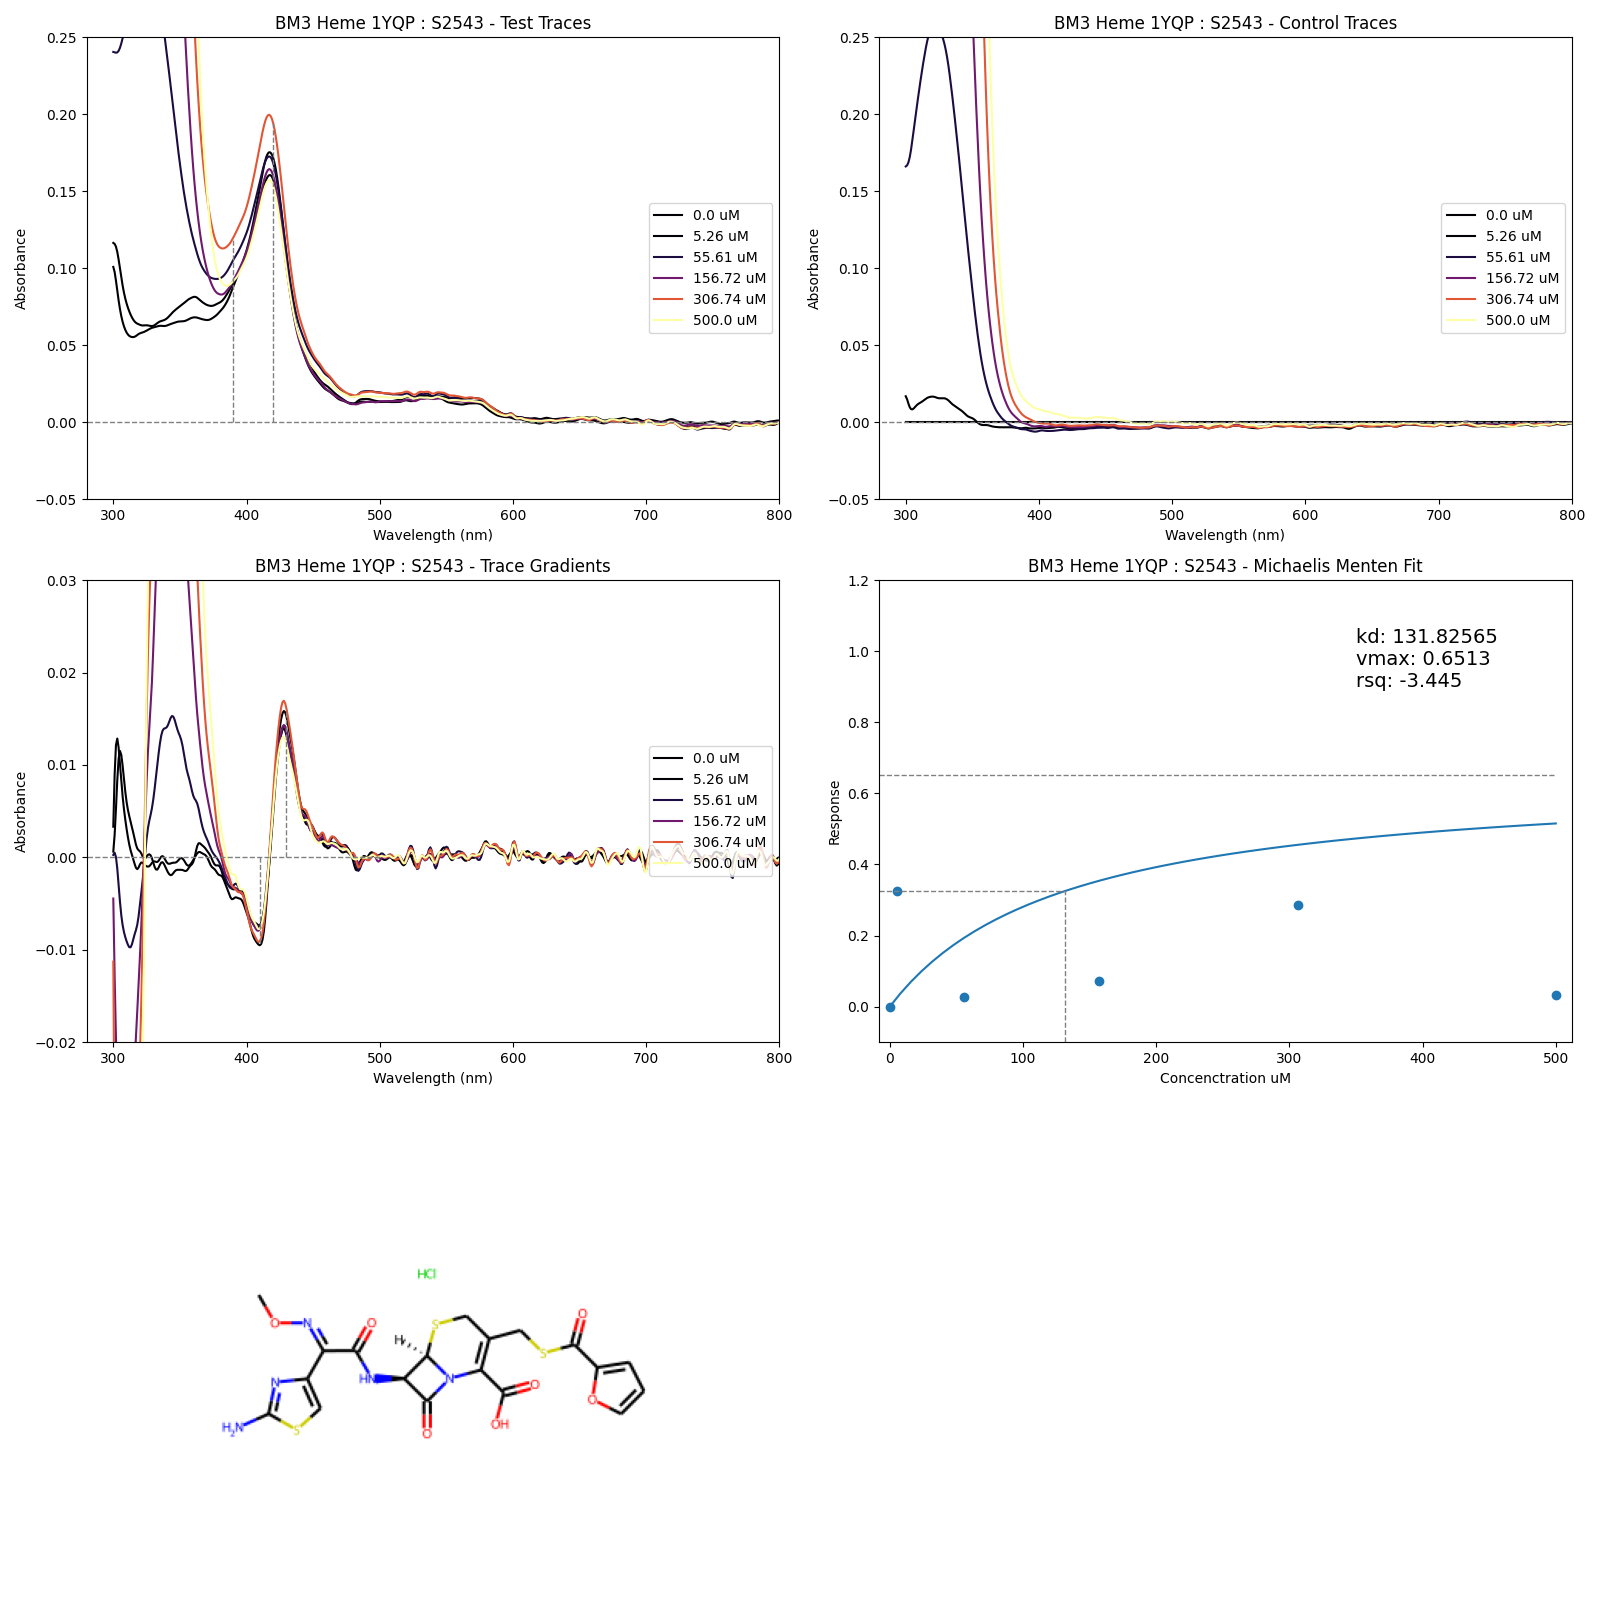 BM3 Heme 1YQP : S2543 - Test Traces
0.25
0.20
0.15
0.10
0.05
0.00
−0.05
Absorbance
0.0 uM
5.26 uM
55.61 uM
156.72 uM
306.74 uM
500.0 uM
300 400 500 600 700 800
Wavelength (nm)
BM3 Heme 1YQP : S2543 - Control Traces
0.25
0.20
0.15
0.10
0.05
0.00
−0.05
Absorbance
0.0 uM
5.26 uM
55.61 uM
156.72 uM
306.74 uM
500.0 uM
300 400 500 600 700 800
Wavelength (nm)
BM3 Heme 1YQP : S2543 - Trace Gradients
0.03
0.02
0.01
0.00
−0.01
−0.02
Absorbance
0.0 uM
5.26 uM
55.61 uM
156.72 uM
306.74 uM
500.0 uM
300 400 500 600 700 800
Wavelength (nm)
BM3 Heme 1YQP : S2543 - Michaelis Menten Fit
1.2
1.0
0.8
0.6
0.4
0.2
0.0
Response
kd: 131.82565
vmax: 0.6513
rsq: -3.445
0 100 200 300 400 500
Concenctration uM
HCl
O N O H S O
HN N S O
N O O
H2N S O OH